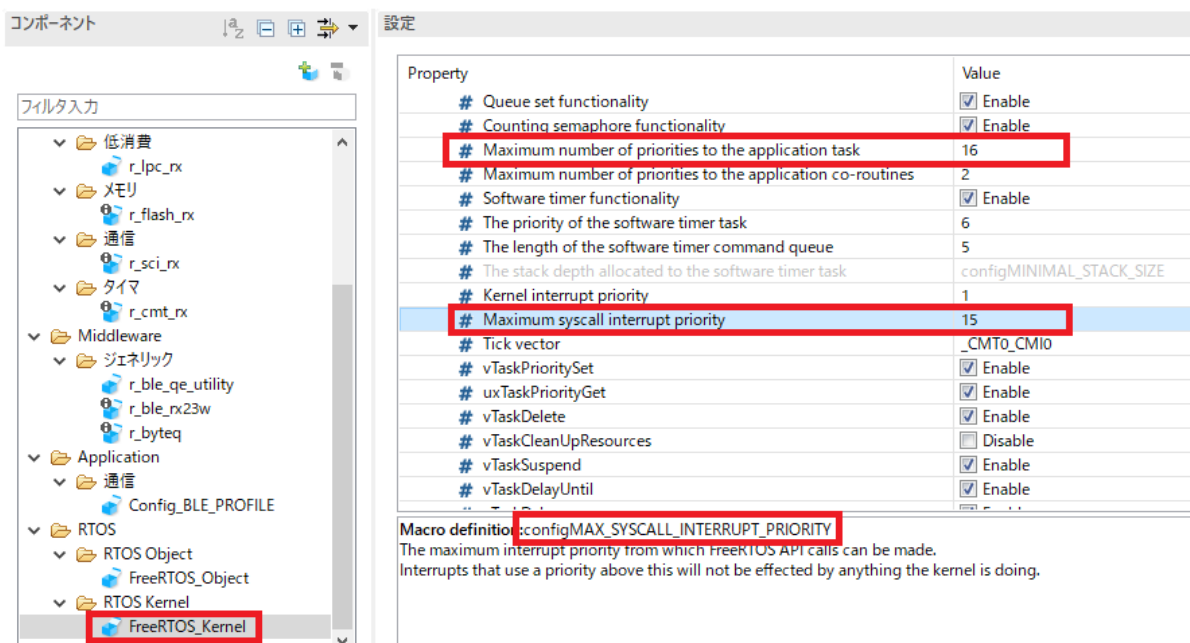 コンポーネント
設定
フィルタ入力
低消費
r_lpc_rx
メモリ
r_flash_rx
通信
r_sci_rx
タイマ
r_cmt_rx
Middleware
ジェネリック
r_ble_qe_utility
r_ble_rx23w
r_byteq
Application
通信
Config_BLE_PROFILE
RTOS
RTOS Object
FreeRTOS_Object
RTOS Kernel
FreeRTOS_Kernel
Property Value
# Queue set functionality Enable
# Counting semaphore functionality Enable
# Maximum number of priorities to the application task 16
# Maximum number of priorities to the application co-routines 2
# Software timer functionality Enable
# The priority of the software timer task 6
# The length of the software timer command queue 5
# The stack depth allocated to the software timer task configMINIMAL_STACK_SIZE
# Kernel interrupt priority 1
# Maximum syscall interrupt priority 15
# Tick vector _CMT0_CMI0
# vTaskPrioritySet Enable
# uxTaskPriorityGet Enable
# vTaskDelete Enable
# vTaskCleanUpResources Disable
# vTaskSuspend Enable
# vTaskDelayUntil Enable
Macro definition:configMAX_SYSCALL_INTERRUPT_PRIORITY
The maximum interrupt priority from which FreeRTOS API calls can be made.
Interrupts that use a priority above this will not be effected by anything the kernel is doing.